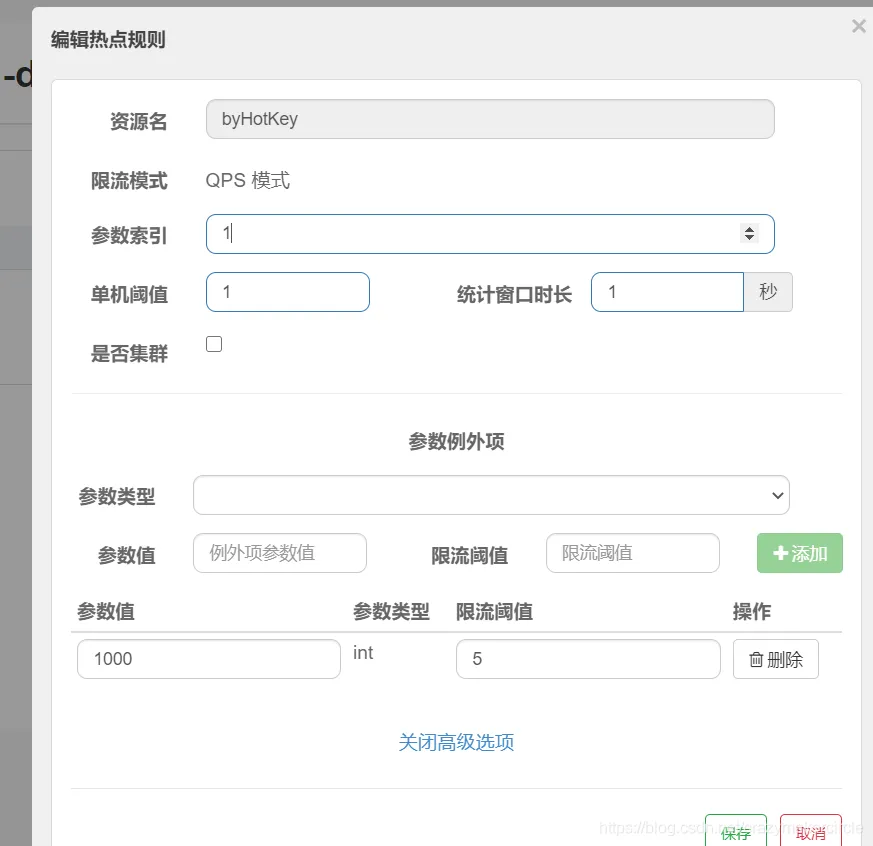 编辑热点规则
×
-d
资源名 byHotKey
限流模式 QPS 模式
参数索引 1
单机阈值 1 统计窗口时长 1 秒
是否集群
参数例外项
参数类型
参数值 例外项参数值 限流阈值 限流阈值 添加
参数值 参数类型 限流阈值 操作
1000 int 5 删除
关闭高级选项
保存 取消
https://blog.csdn.net/crazymakercircle